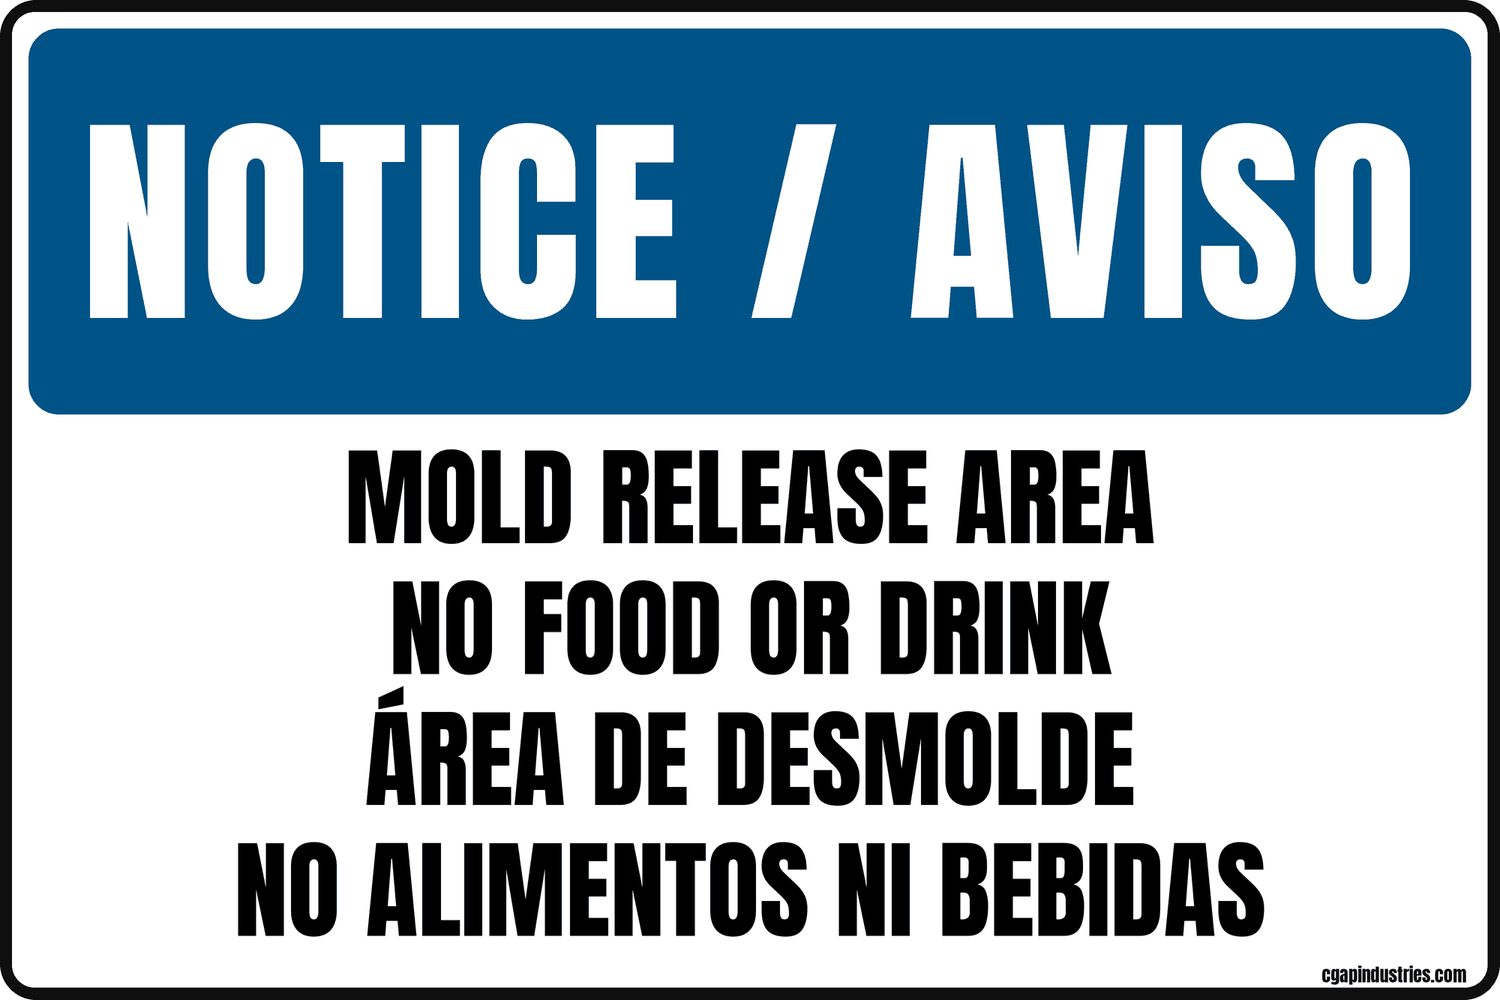 NOTICE / AVISO
MOLD RELEASE AREA
NO FOOD OR DRINK
ÁREA DE DESMOLDE
NO ALIMENTOS NI BEBIDAS
cgapindustries.com